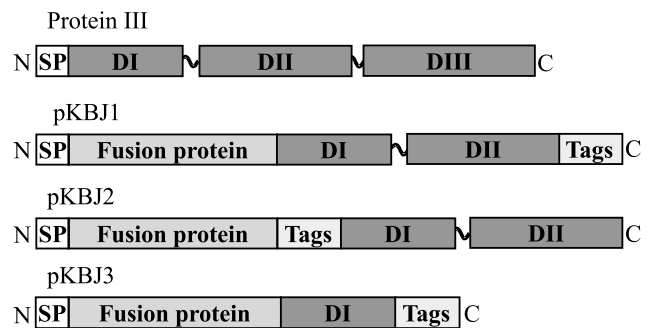 Protein III
N SP DI DII DIII C
pKBJ1
N SP Fusion protein DI DII Tags C
pKBJ2
N SP Fusion protein Tags DI DII C
pKBJ3
N SP Fusion protein DI Tags C